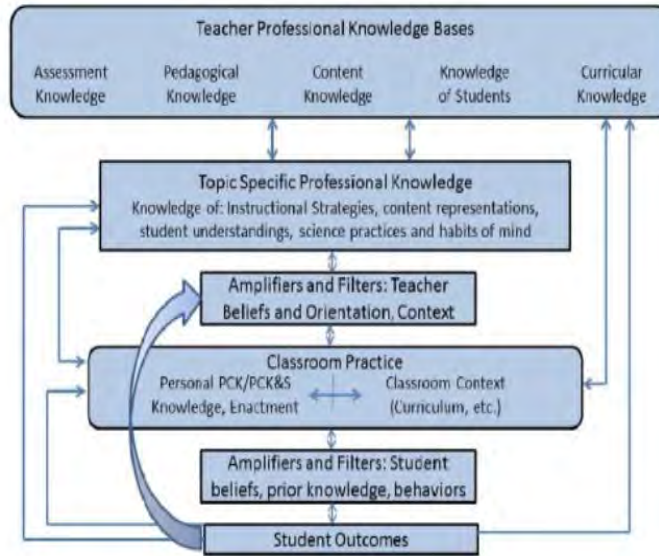 Teacher Professional Knowledge Bases
Assessment Knowledge
Pedagogical Knowledge
Content Knowledge
Knowledge of Students
Curricular Knowledge
Topic Specific Professional Knowledge
Knowledge of: Instructional Strategies, content representations,
student understandings, science practices and habits of mind
Amplifiers and Filters: Teacher
Beliefs and Orientation, Context
Classroom Practice
Personal PCK/PCK&S
Knowledge, Enactment
Classroom Context
(Curriculum, etc.)
Amplifiers and Filters: Student
beliefs, prior knowledge, behaviors
Student Outcomes